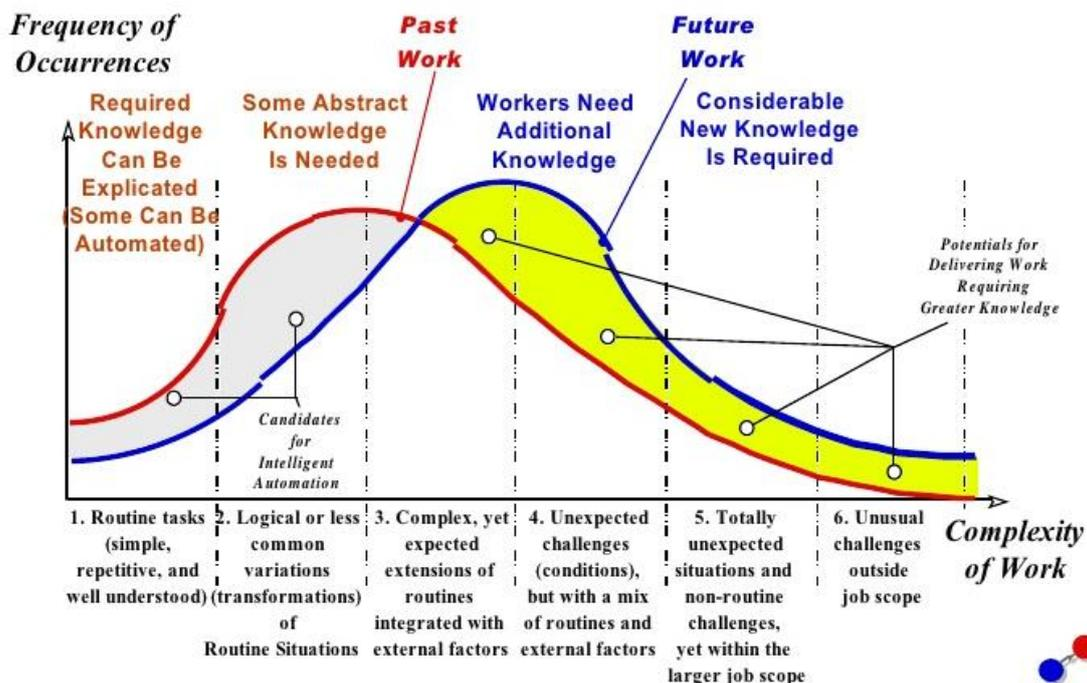 Frequency of
Occurrences
Past
Work
Future
Work
Required
Knowledge
Can Be
Explicated
(Some Can Be
Automated)
Some Abstract
Knowledge
Is Needed
Workers Need
Additional
Knowledge
Considerable
New Knowledge
Is Required
Potentials for
Delivering Work
Requiring
Greater Knowledge
Candidates
for
Intelligent
Automation
1. Routine tasks
(simple,
repetitive, and
well understood)
2. Logical or less
common
variations
(transformations)
of
Routine Situations
3. Complex, yet
expected
extensions of
routines
integrated with
external factors
4. Unexpected
challenges
(conditions),
but with a mix
of routines and
external factors
5. Totally
unexpected
situations and
non-routine
challenges,
yet within the
larger job scope
6. Unusual
challenges
outside
job scope
Complexity
of Work